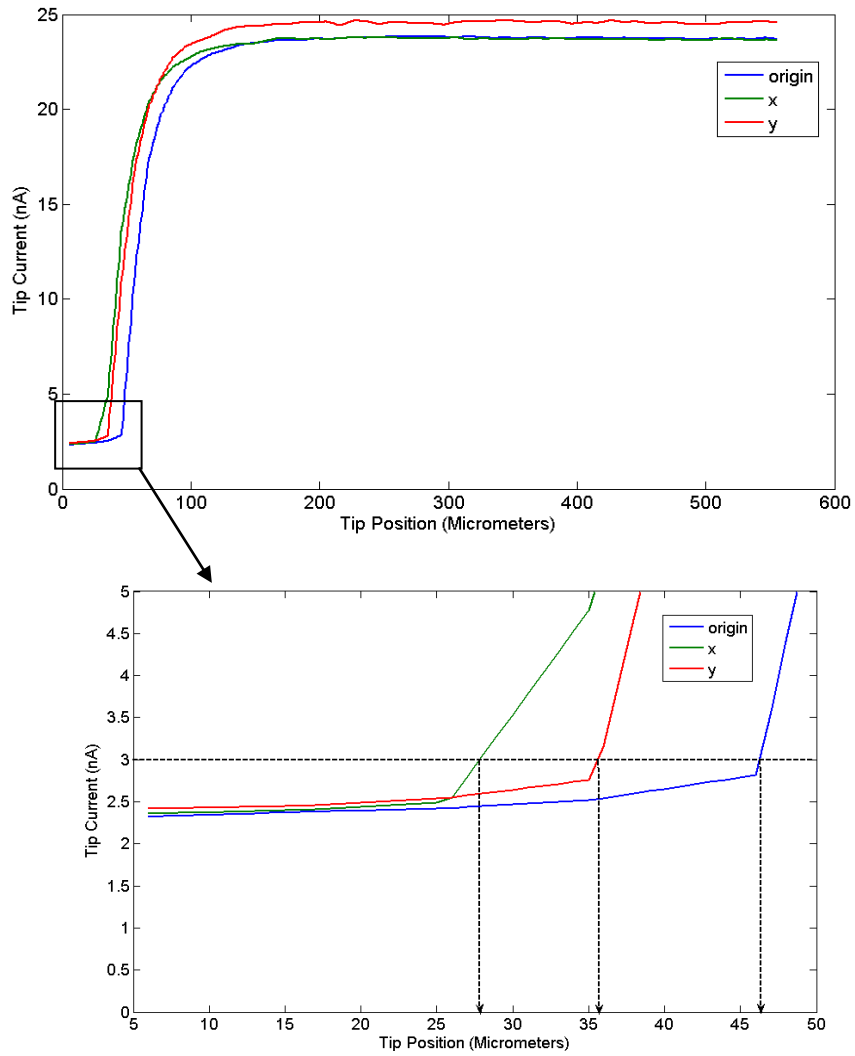 25
20
15
10
5
0
Tip Current (nA)
origin
x
y
0 100 200 300 400 500 600
Tip Position (Micrometers)
5
4.5
4
3.5
3
2.5
2
1.5
1
0.5
0
Tip Current (nA)
origin
x
y
5 10 15 20 25 30 35 40 45 50
Tip Position (Micrometers)